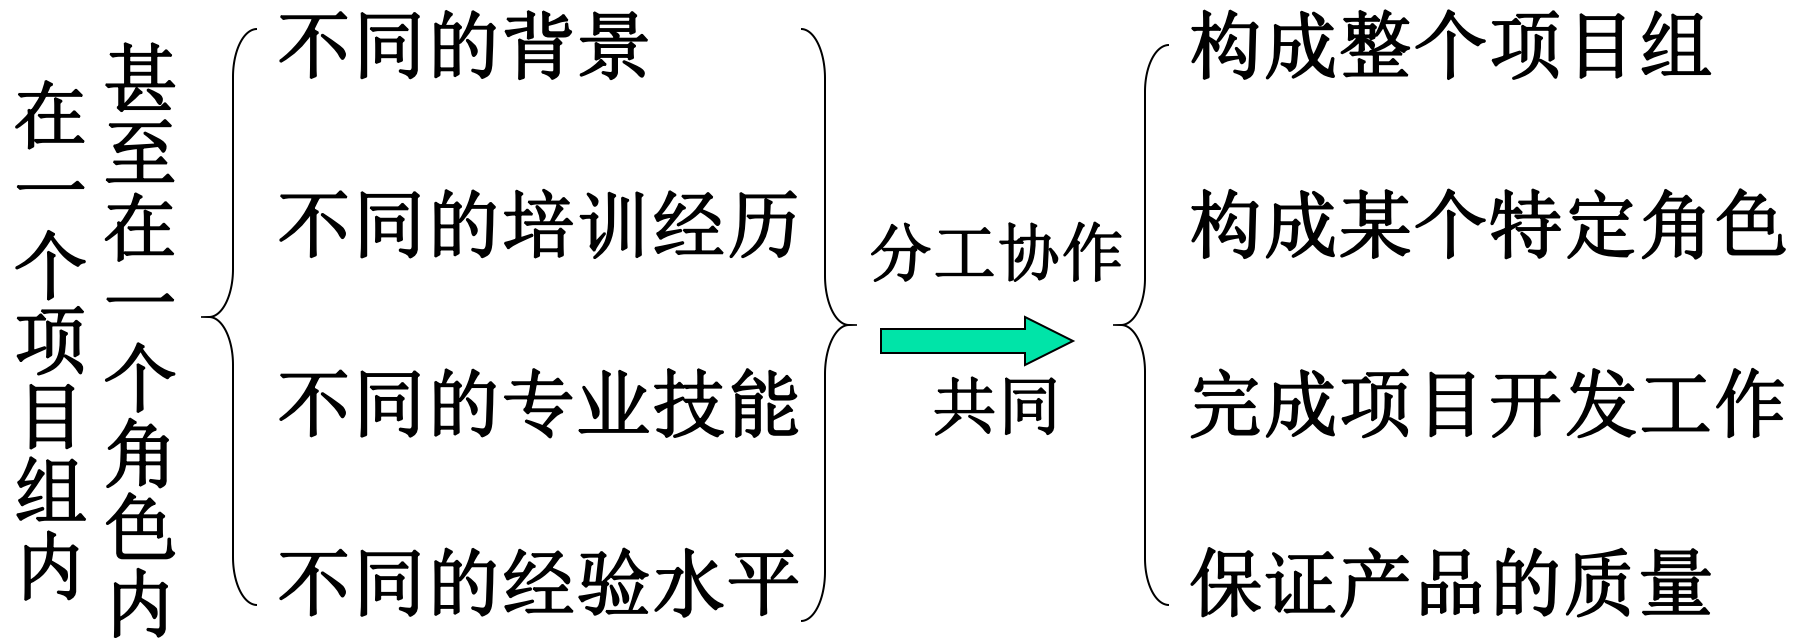 在一个项目组内
甚至在一个角色内
不同的背景
不同的培训经历
不同的专业技能
不同的经验水平
分工协作
共同
构成整个项目组
构成某个特定角色
完成项目开发工作
保证产品的质量